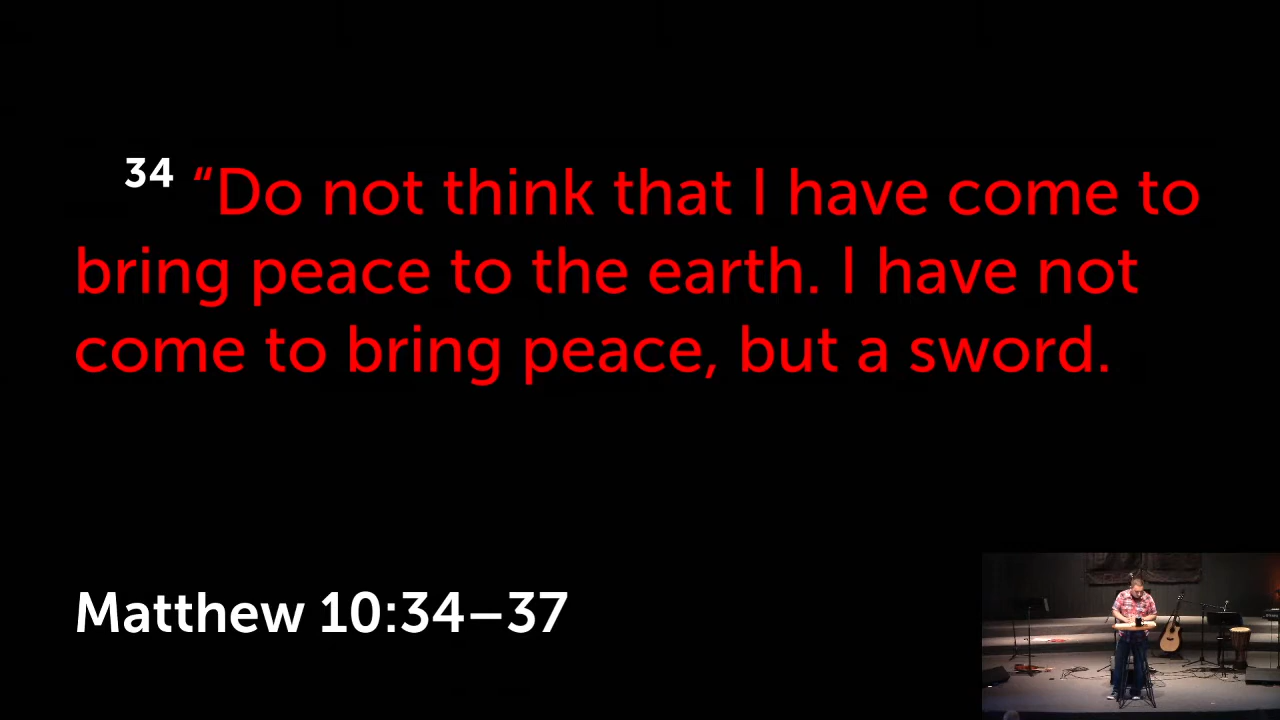 34 “Do not think that I have come to
bring peace to the earth. I have not
come to bring peace, but a sword.
Matthew 10:34–37